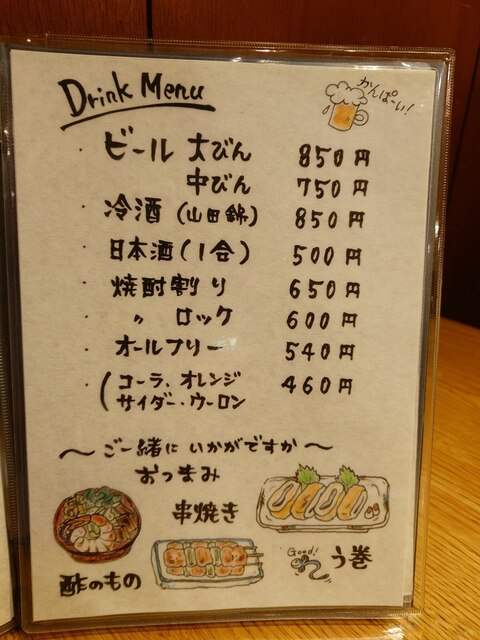 Drink Menu
かんぱーい!
・ビール 大びん 850円
中びん 750円
・冷酒(山田錦) 850円
・日本酒(1合) 500円
・焼酎割り 650円
〃 ロック 600円
・オールフリー 540円
・(コーラ、オレンジ 460円
サイダー・ウーロン
〜ご一緒にいかがですか〜
おつまみ
串焼き
Good!
う巻
酢のもの